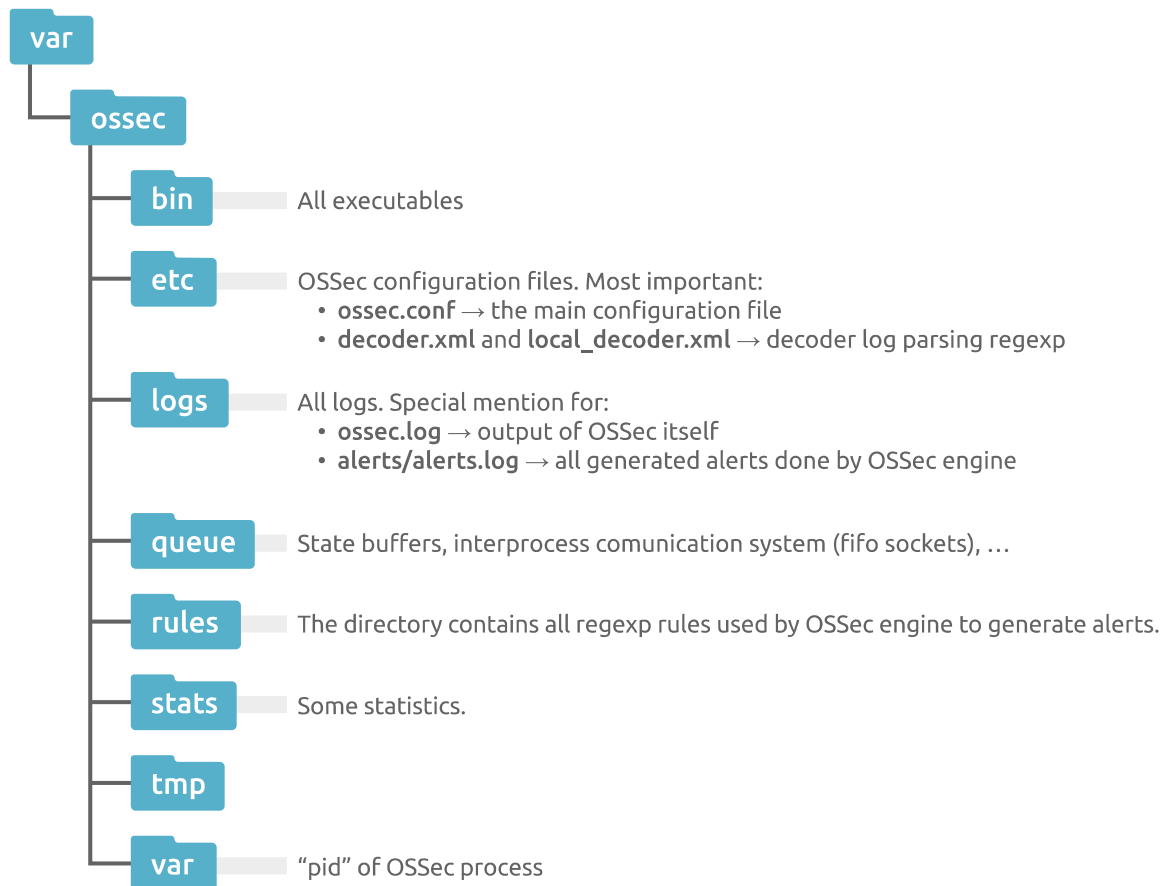 var
ossec
bin
All executables
etc
OSSec configuration files. Most important:
• ossec.conf → the main configuration file
• decoder.xml and local_decoder.xml → decoder log parsing regexp
logs
All logs. Special mention for:
• ossec.log → output of OSSec itself
• alerts/alerts.log → all generated alerts done by OSSec engine
queue
State buffers, interprocess comunication system (fifo sockets), …
rules
The directory contains all regexp rules used by OSSec engine to generate alerts.
stats
Some statistics.
tmp
var
“pid” of OSSec process